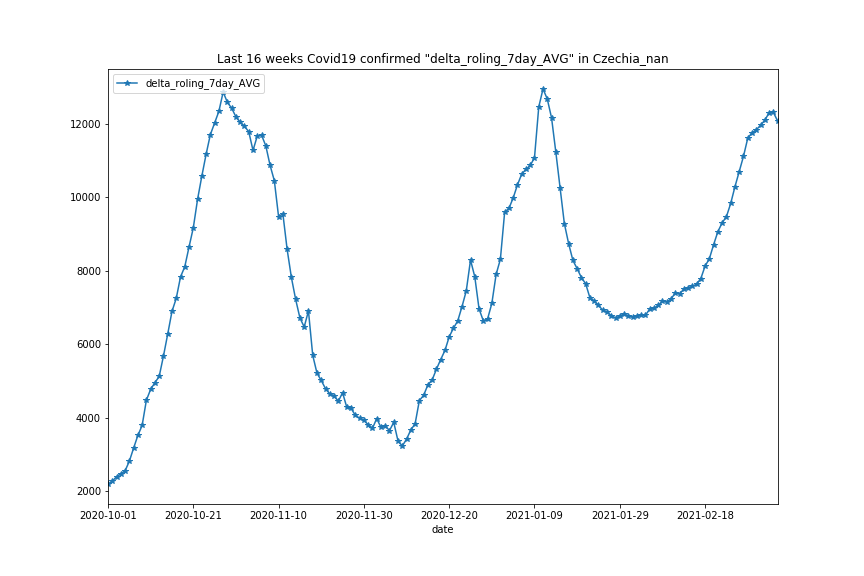 Last 16 weeks Covid19 confirmed "delta_roling_7day_AVG" in Czechia_nan
delta_roling_7day_AVG
12000
10000
8000
6000
4000
2000
2020-10-01 2020-10-21 2020-11-10 2020-11-30 2020-12-20 2021-01-09 2021-01-29 2021-02-18
date